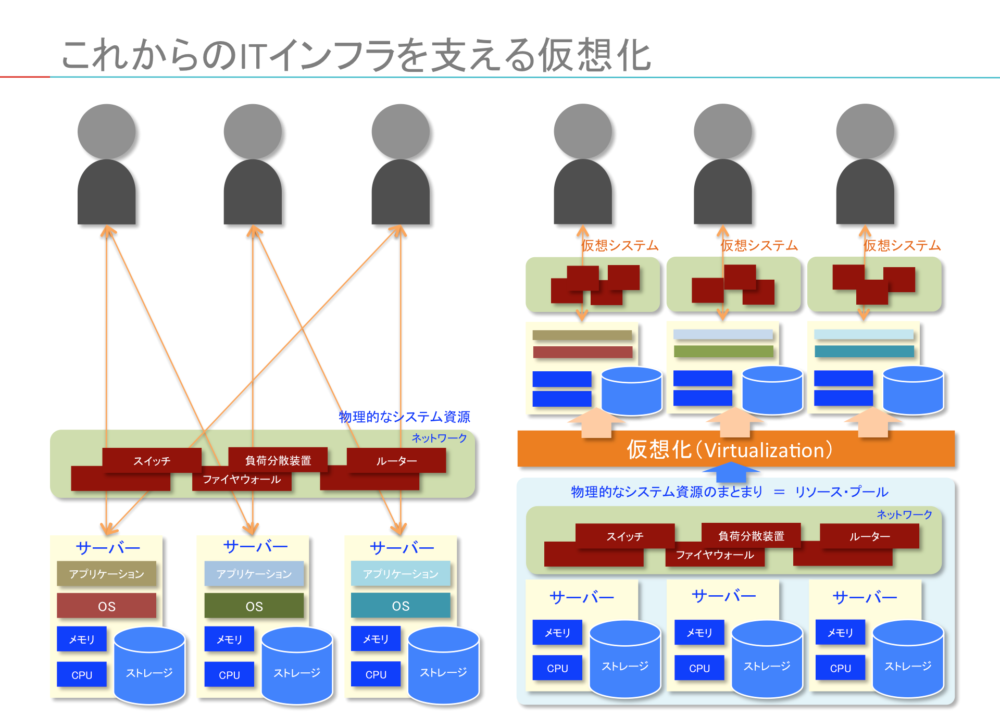 これからのITインフラを支える仮想化
物理的なシステム資源
ネットワーク
スイッチ
負荷分散装置
ルーター
ファイヤウォール
サーバー
アプリケーション
OS
メモリ
CPU
ストレージ
サーバー
アプリケーション
OS
メモリ
CPU
ストレージ
サーバー
アプリケーション
OS
メモリ
CPU
ストレージ
仮想システム
仮想システム
仮想システム
仮想化（Virtualization）
物理的なシステム資源のまとまり ＝ リソース・プール
ネットワーク
スイッチ
負荷分散装置
ルーター
ファイヤウォール
サーバー
メモリ
CPU
ストレージ
サーバー
メモリ
CPU
ストレージ
サーバー
メモリ
CPU
ストレージ